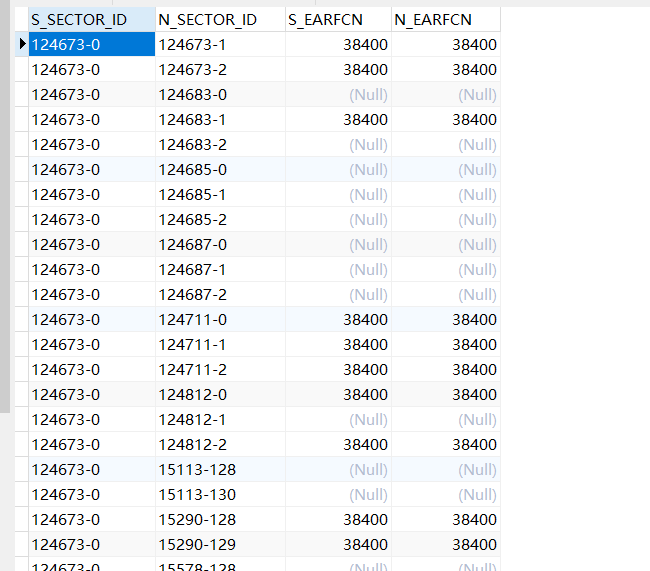 S_SECTOR_ID N_SECTOR_ID S_EARFCN N_EARFCN
124673-0 124673-1 38400 38400
124673-0 124673-2 38400 38400
124673-0 124683-0 (Null) (Null)
124673-0 124683-1 38400 38400
124673-0 124683-2 (Null) (Null)
124673-0 124685-0 (Null) (Null)
124673-0 124685-1 (Null) (Null)
124673-0 124685-2 (Null) (Null)
124673-0 124687-0 (Null) (Null)
124673-0 124687-1 (Null) (Null)
124673-0 124687-2 (Null) (Null)
124673-0 124711-0 38400 38400
124673-0 124711-1 38400 38400
124673-0 124711-2 38400 38400
124673-0 124812-0 38400 38400
124673-0 124812-1 (Null) (Null)
124673-0 124812-2 38400 38400
124673-0 15113-128 (Null) (Null)
124673-0 15113-130 (Null) (Null)
124673-0 15290-128 38400 38400
124673-0 15290-129 38400 38400
124673-0 15578-128 (Null) (Null)